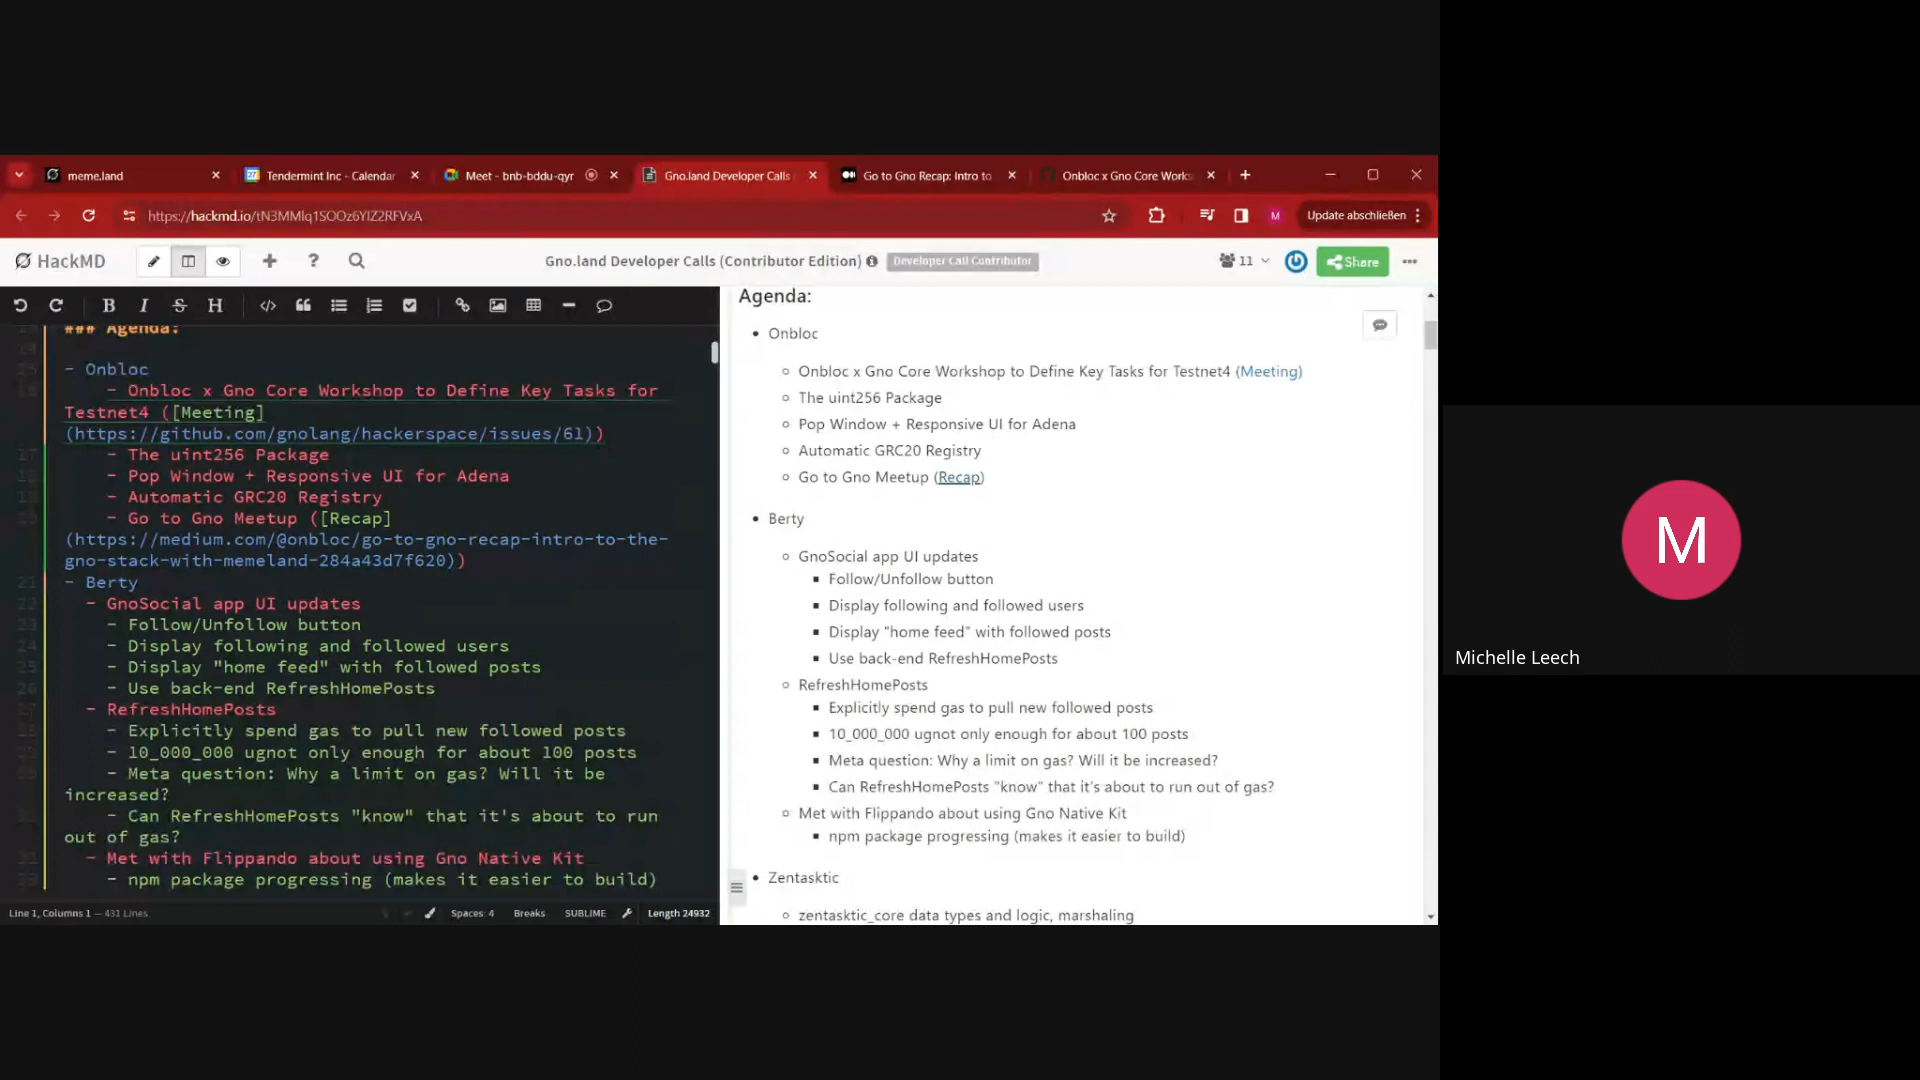 meme.land
Tendermint Inc - Calendar
Meet - bnb-bddu-qyr
Gno.land Developer Calls
Go to Gno Recap: Intro to
Onbloc x Gno Core Works
https://hackmd.io/tN3MMlq1SOOz6YIZ2RFVxA
M
Update abschließen
HackMD
Gno.land Developer Calls (Contributor Edition)
Developer Call Contributor
11
Share
### Agenda:
- Onbloc
- Onbloc x Gno Core Workshop to Define Key Tasks for
Testnet4 ([Meeting]
(https://github.com/gnolang/hackerspace/issues/61))
- The uint256 Package
- Pop Window + Responsive UI for Adena
- Automatic GRC20 Registry
- Go to Gno Meetup ([Recap]
(https://medium.com/@onbloc/go-to-gno-recap-intro-to-the-
gno-stack-with-memeland-284a43d7f620))
- Berty
- GnoSocial app UI updates
- Follow/Unfollow button
- Display following and followed users
- Display "home feed" with followed posts
- Use back-end RefreshHomePosts
- RefreshHomePosts
- Explicitly spend gas to pull new followed posts
- 10_000_000 ugnot only enough for about 100 posts
- Meta question: Why a limit on gas? Will it be
increased?
- Can RefreshHomePosts "know" that it's about to run
out of gas?
- Met with Flippando about using Gno Native Kit
- npm package progressing (makes it easier to build)
Line 1, Columns 1 — 431 Lines
Spaces: 4
Breaks
SUBLIME
Length 24932
Agenda:
• Onbloc
Onbloc x Gno Core Workshop to Define Key Tasks for Testnet4 (Meeting)
The uint256 Package
Pop Window + Responsive UI for Adena
Automatic GRC20 Registry
Go to Gno Meetup (Recap)
• Berty
GnoSocial app UI updates
Follow/Unfollow button
Display following and followed users
Display "home feed" with followed posts
Use back-end RefreshHomePosts
RefreshHomePosts
Explicitly spend gas to pull new followed posts
10_000_000 ugnot only enough for about 100 posts
Meta question: Why a limit on gas? Will it be increased?
Can RefreshHomePosts "know" that it's about to run out of gas?
Met with Flippando about using Gno Native Kit
npm package progressing (makes it easier to build)
• Zentasktic
zentasktic_core data types and logic, marshaling
M
Michelle Leech